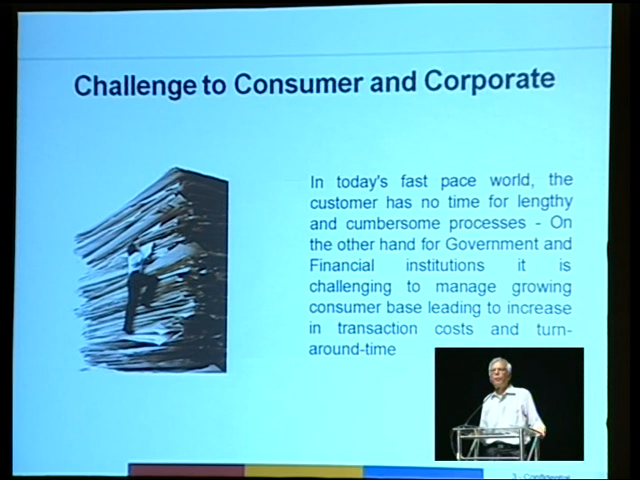 Challenge to Consumer and Corporate
In today's fast pace world, the
customer has no time for lengthy
and cumbersome processes - On
the other hand for Government and
Financial institutions it is
challenging to manage growing
consumer base leading to increase
in transaction costs and turn-
around-time
3 - Confidential